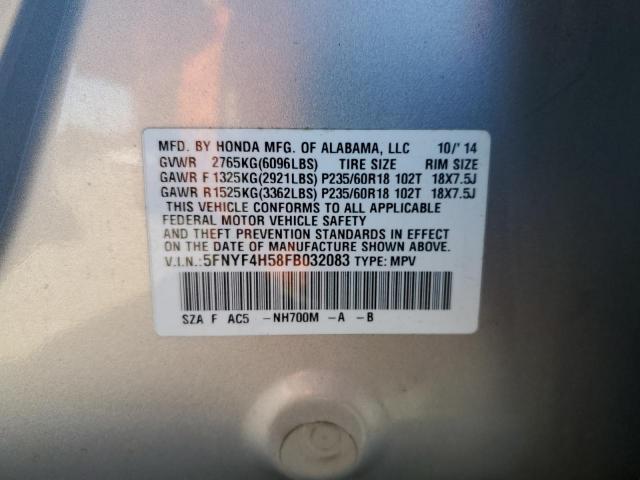 MFD. BY HONDA MFG. OF ALABAMA, LLC 10/'14
GVWR 2765KG(6096LBS) TIRE SIZE RIM SIZE
GAWR F 1325KG(2921LBS) P235/60R18 102T 18X7.5J
GAWR R 1525KG(3362LBS) P235/60R18 102T 18X7.5J
THIS VEHICLE CONFORMS TO ALL APPLICABLE
FEDERAL MOTOR VEHICLE SAFETY
AND THEFT PREVENTION STANDARDS IN EFFECT
ON THE DATE OF MANUFACTURE SHOWN ABOVE.
V.I.N.: 5FNYF4H58FB032083 TYPE: MPV
SZA F AC5 -NH700M -A -B